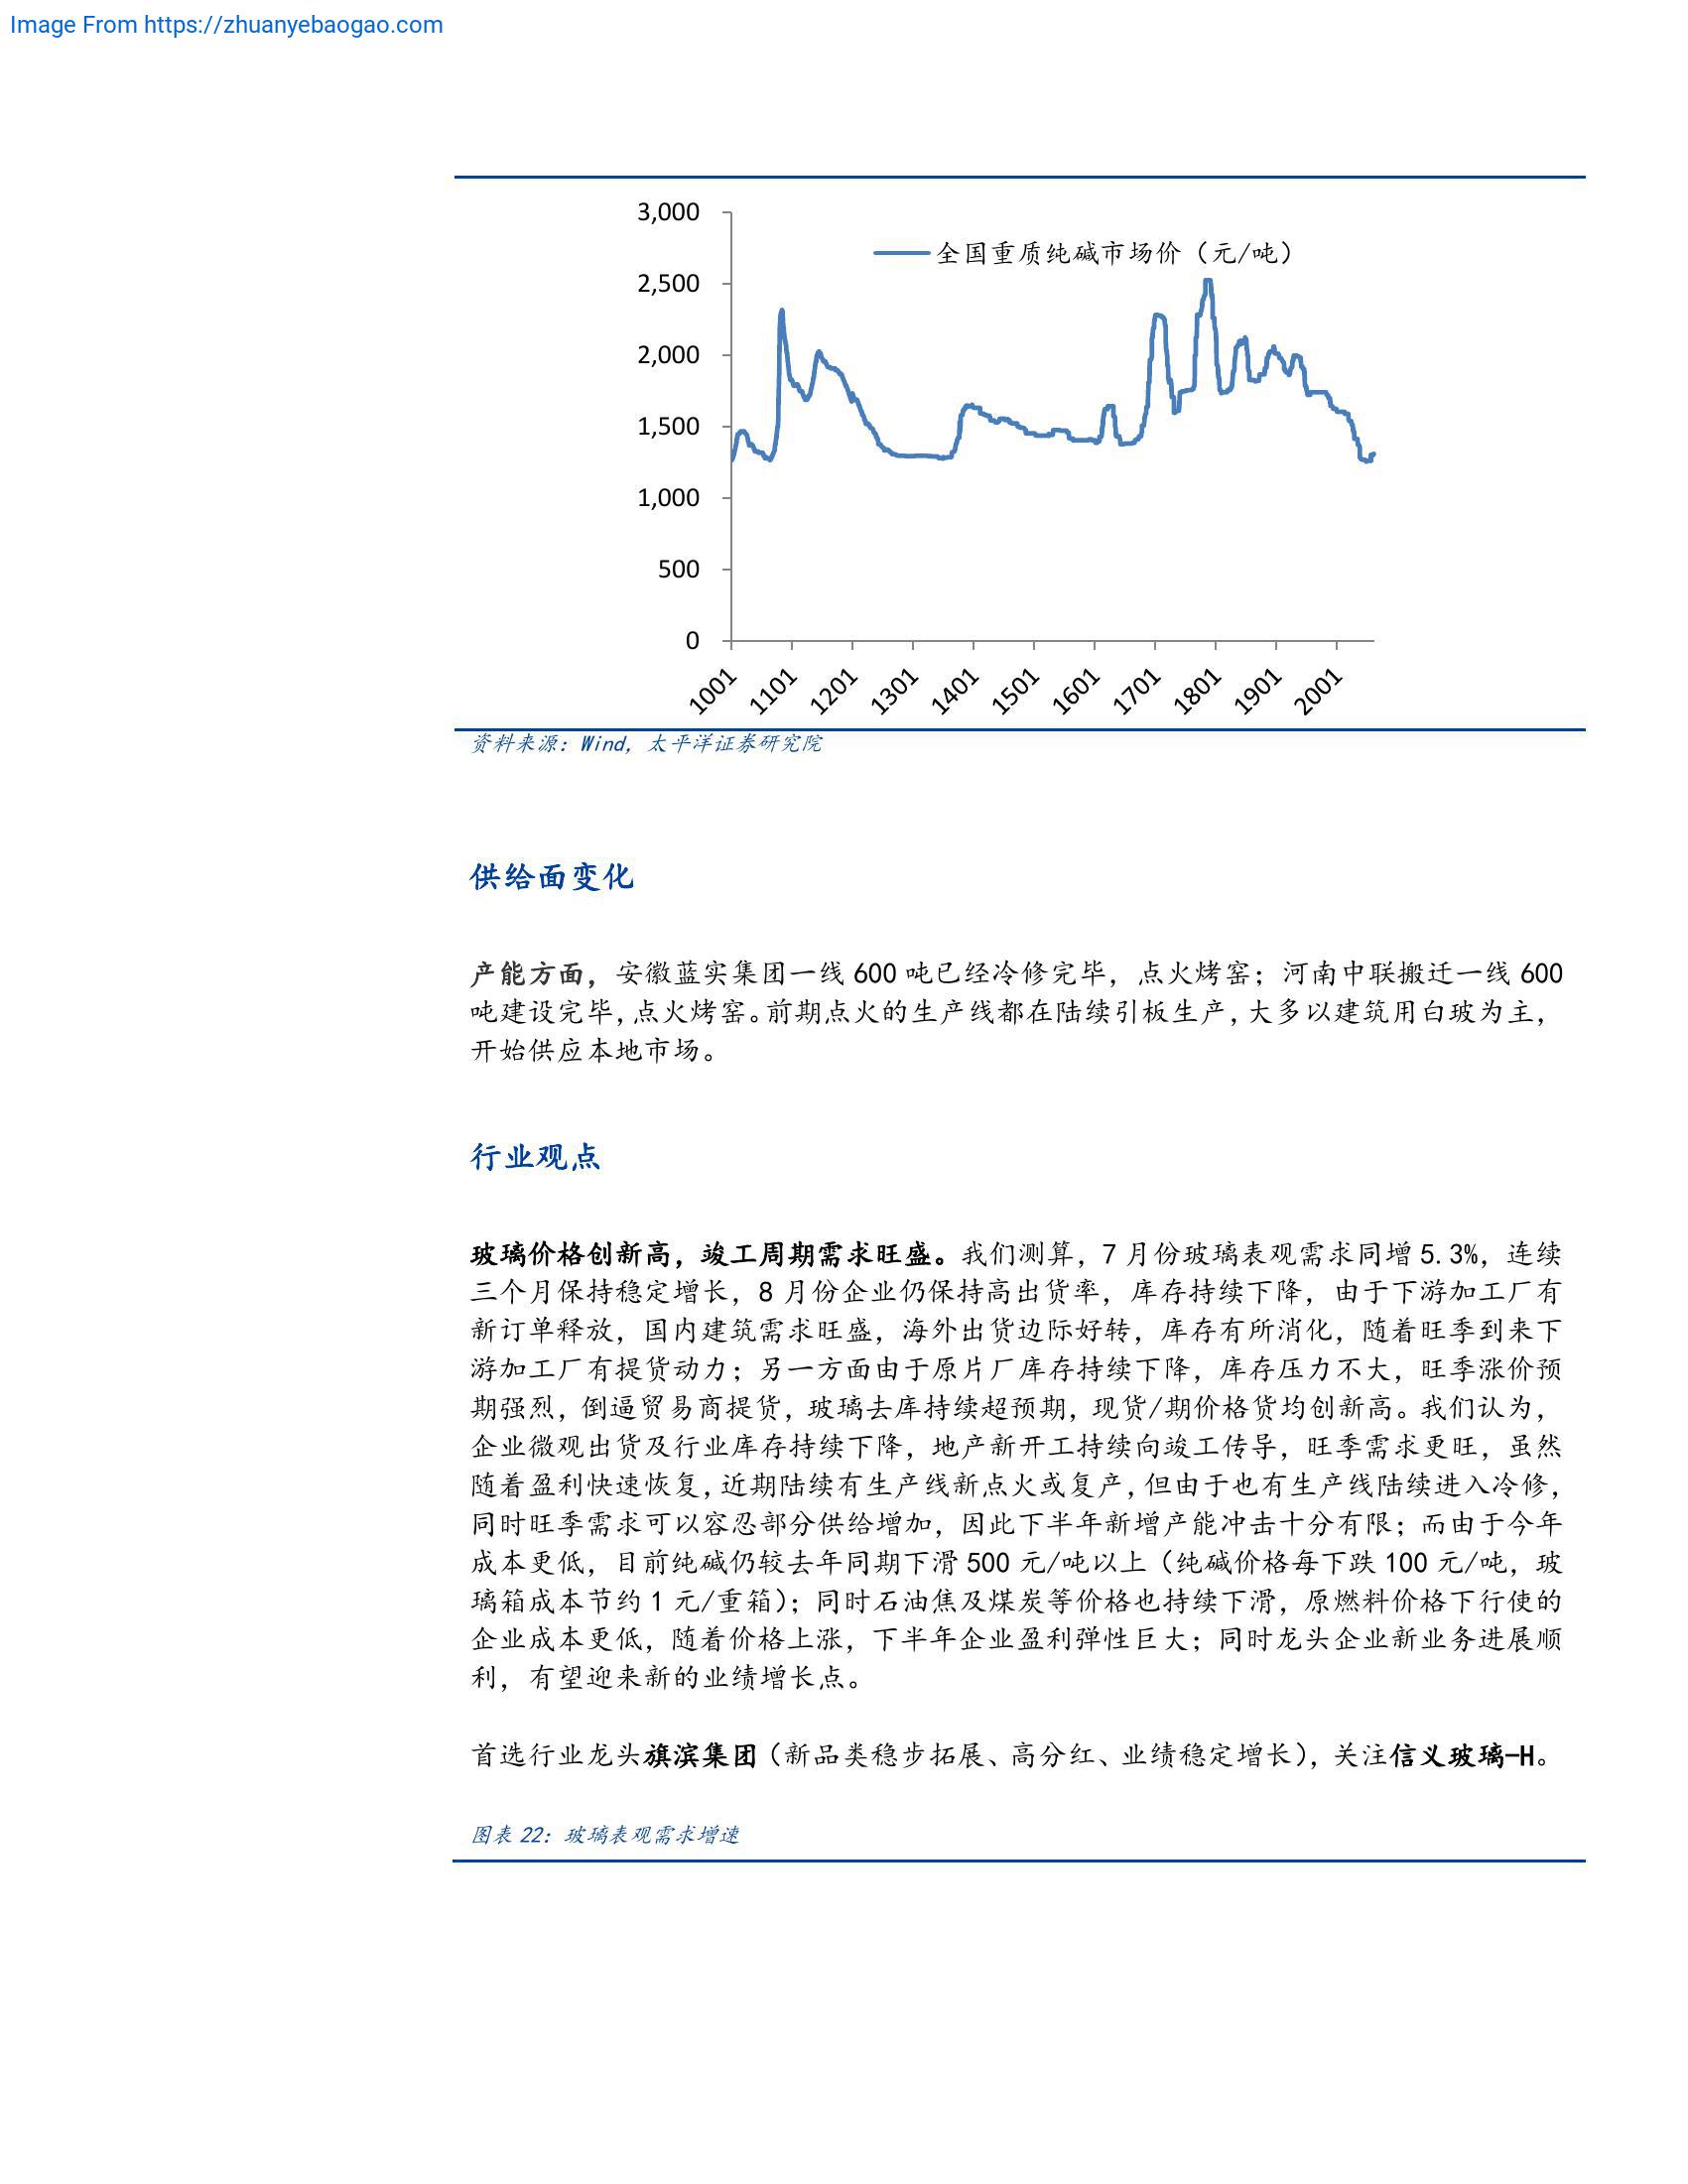 Image From https://zhuanyebaogao.com
3,000
2,500
2,000
1,500
1,000
500
0
全国重质纯碱市场价（元/吨）
1001 1101 1201 1301 1401 1501 1601 1701 1801 1901 2001
资料来源：Wind，太平洋证券研究院
供给面变化
产能方面，安徽蓝实集团一线 600 吨已经冷修完毕，点火烤窑；河南中联搬迁一线 600
吨建设完毕，点火烤窑。前期点火的生产线都在陆续引板生产，大多以建筑用白玻为主，
开始供应本地市场。
行业观点
玻璃价格创新高，竣工周期需求旺盛。我们测算，7 月份玻璃表观需求同增 5.3%，连续
三个月保持稳定增长，8 月份企业仍保持高出货率，库存持续下降，由于下游加工厂有
新订单释放，国内建筑需求旺盛，海外出货边际好转，库存有所消化，随着旺季到来下
游加工厂有提货动力；另一方面由于原片厂库存持续下降，库存压力不大，旺季涨价预
期强烈，倒逼贸易商提货，玻璃去库持续超预期，现货/期价格货均创新高。我们认为，
企业微观出货及行业库存持续下降，地产新开工持续向竣工传导，旺季需求更旺，虽然
随着盈利快速恢复，近期陆续有生产线新点火或复产，但由于也有生产线陆续进入冷修，
同时旺季需求可以容忍部分供给增加，因此下半年新增产能冲击十分有限；而由于今年
成本更低，目前纯碱仍较去年同期下滑 500 元/吨以上（纯碱价格每下跌 100 元/吨，玻
璃箱成本节约 1 元/重箱）；同时石油焦及煤炭等价格也持续下滑，原燃料价格下行使的
企业成本更低，随着价格上涨，下半年企业盈利弹性巨大；同时龙头企业新业务进展顺
利，有望迎来新的业绩增长点。
首选行业龙头旗滨集团（新品类稳步拓展、高分红、业绩稳定增长），关注信义玻璃-H。
图表 22：玻璃表观需求增速